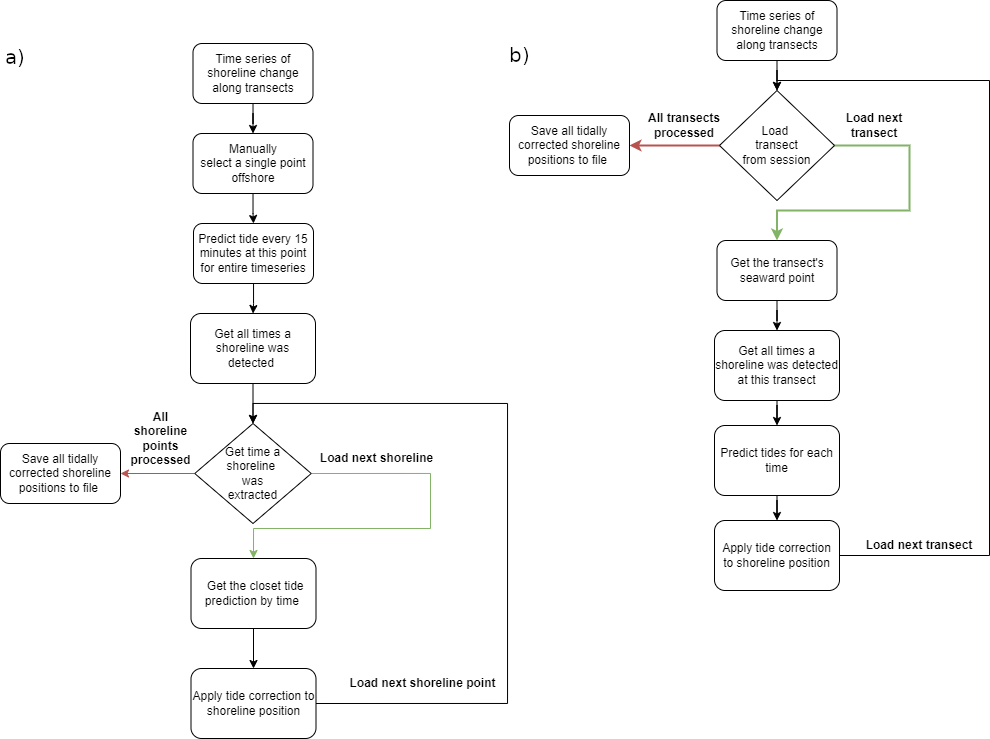 a)
Time series of
shoreline change
along transects
Manually
select a single point
offshore
Predict tide every 15
minutes at this point
for entire timeseries
Get all times a
shoreline was
detected
All
shoreline
points
processed
Get time a
shoreline
was
extracted
Load next shoreline
Save all tidally
corrected shoreline
positions to file
Get the closet tide
prediction by time
Apply tide correction to
shoreline position
Load next shoreline point
b)
Time series of
shoreline change
along transects
All transects
processed
Load
transect
from session
Load next
transect
Save all tidally
corrected shoreline
positions to file
Get the transect's
seaward point
Get all times a
shoreline was detected
at this transect
Predict tides for each
time
Apply tide correction
to shoreline position
Load next transect